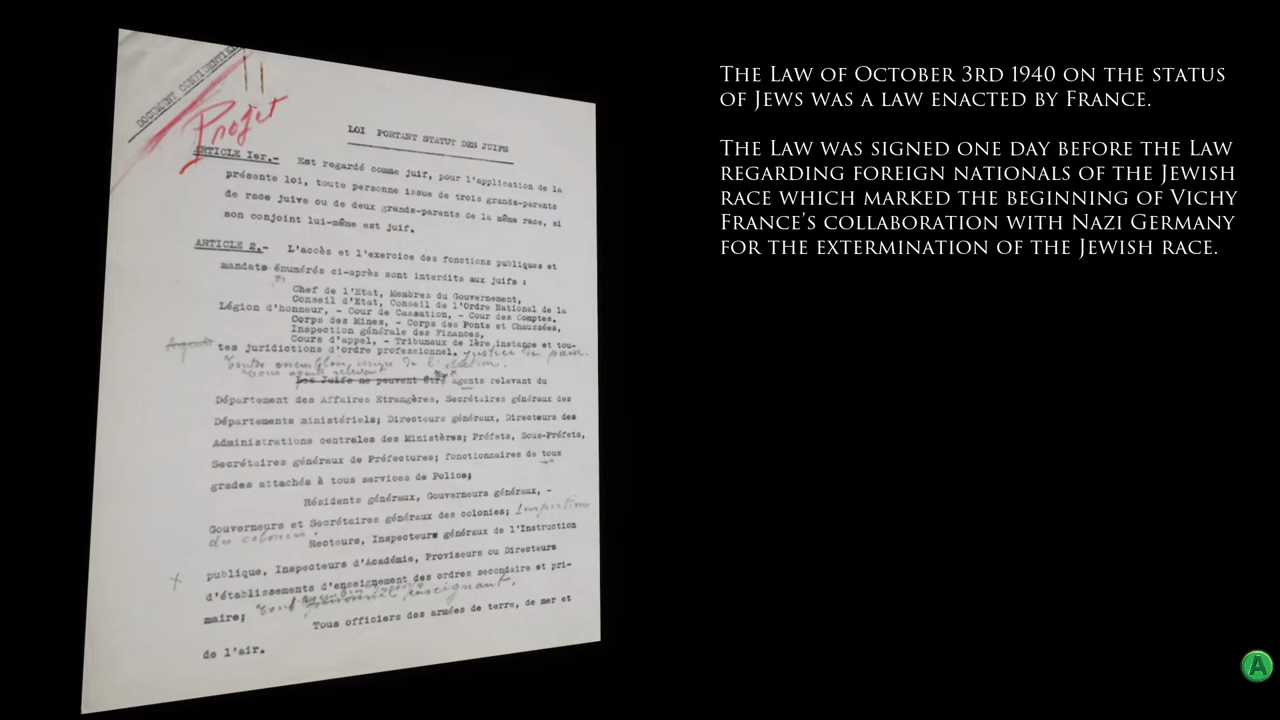 DOCUMENT CONFIDENTIEL
Projet
LOI PORTANT STATUT DES JUIFS
ARTICLE Ier.- Est regardé comme juif, pour l'application de la
présente loi, toute personne issue de trois grands-parents
de race juive ou de deux grands-parents de la même race, si
son conjoint lui-même est juif.
ARTICLE 2.- L'accès et l'exercice des fonctions publiques et
mandats énumérés ci-après sont interdits aux juifs :
Chef de l'Etat, Membres du Gouvernement,
Conseil d'Etat, Conseil de l'Ordre National de la
Légion d'honneur, - Cour de Cassation, - Cour des Comptes,
Corps des Mines, - Corps des Ponts et Chaussées,
Inspection générale des Finances,
Cours d'appel, - Tribunaux de Ière instance et tou-
tes juridictions d'ordre professionnel. justices de paix.
de l'élection.
Les Juifs ne peuvent être agents relevant du
Département des Affaires Etrangères, Secrétaires généraux des
Départements ministériels; Directeurs généraux, Directeurs des
Administrations centrales des Ministères; Préfets, Sous-Préfets,
Secrétaires généraux de Préfectures; fonctionnaires de tous
grades attachés à tous services de Police;
Résidents généraux, Gouverneurs généraux, -
Gouverneurs et Secrétaires généraux des colonies; Inspecteurs
des colonies.
Recteurs, Inspecteurs généraux de l'Instruction
publique, Inspecteurs d'Académie, Proviseurs ou Directeurs
d'établissements d'enseignement des ordres secondaire et pri-
maire; enseignant.
Tous officiers des armées de terre, de mer et
de l'air.
The Law of October 3rd 1940 on the status
of Jews was a law enacted by France.
The Law was signed one day before the Law
regarding foreign nationals of the Jewish
race which marked the beginning of Vichy
France's collaboration with Nazi Germany
for the extermination of the Jewish race.
A